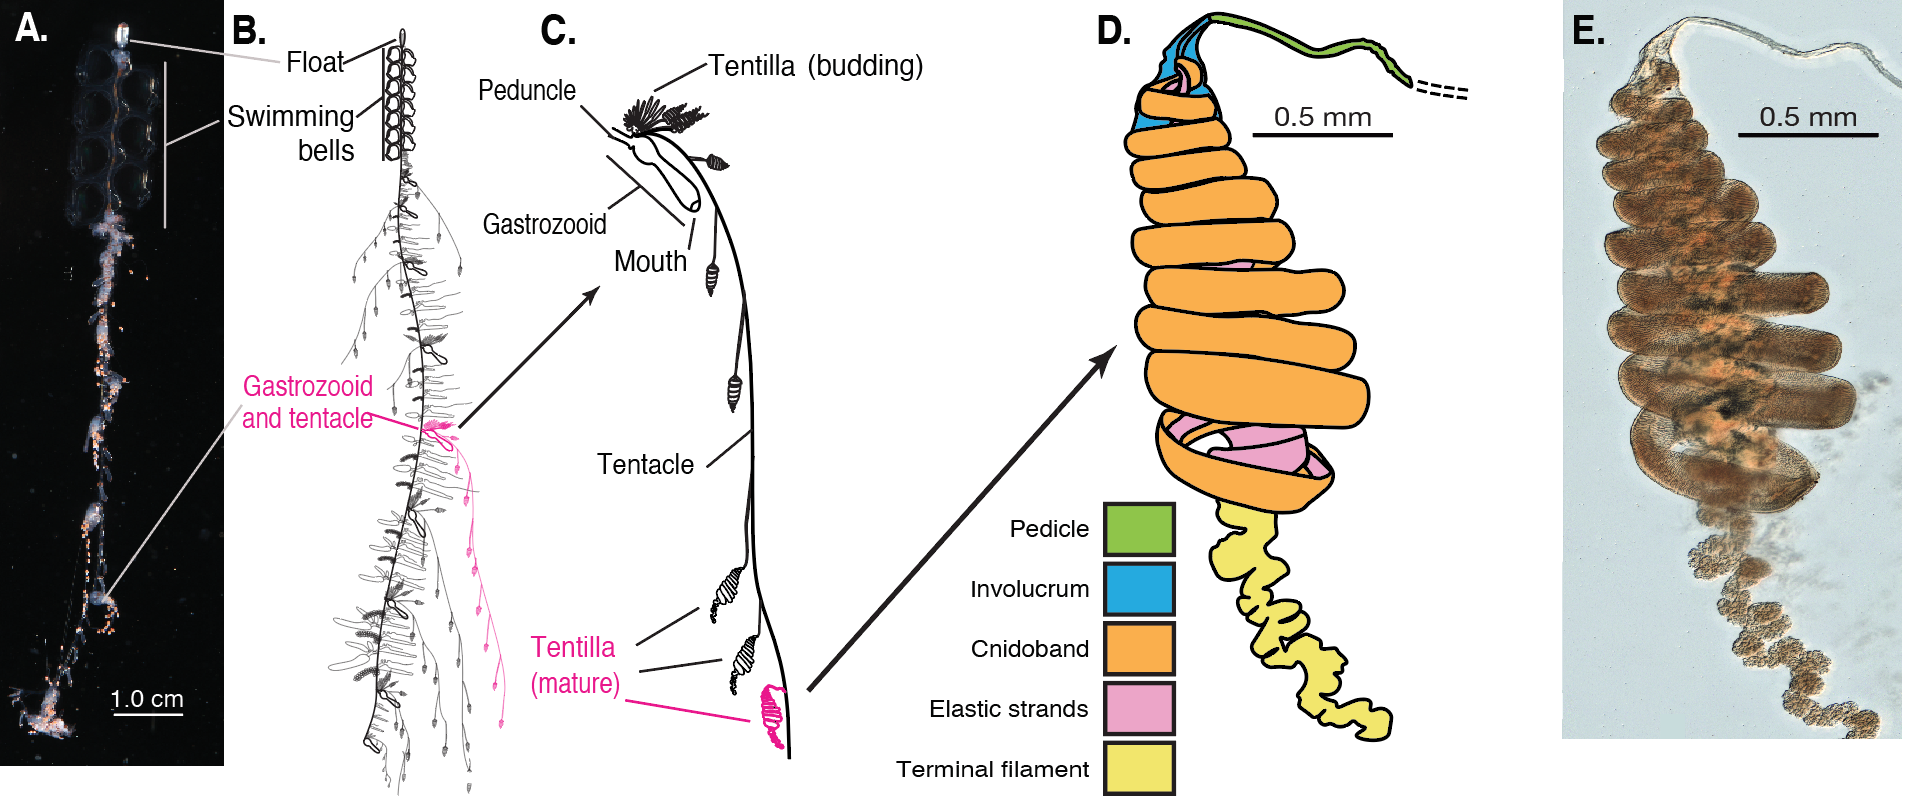 A.
B.
Float
Swimming
bells
Gastrozooid
and tentacle
1.0 cm
C.
Tentilla (budding)
Peduncle
Gastrozooid
Mouth
Tentacle
Tentilla
(mature)
D.
0.5 mm
Pedicle
Involucrum
Cnidoband
Elastic strands
Terminal filament
E.
0.5 mm